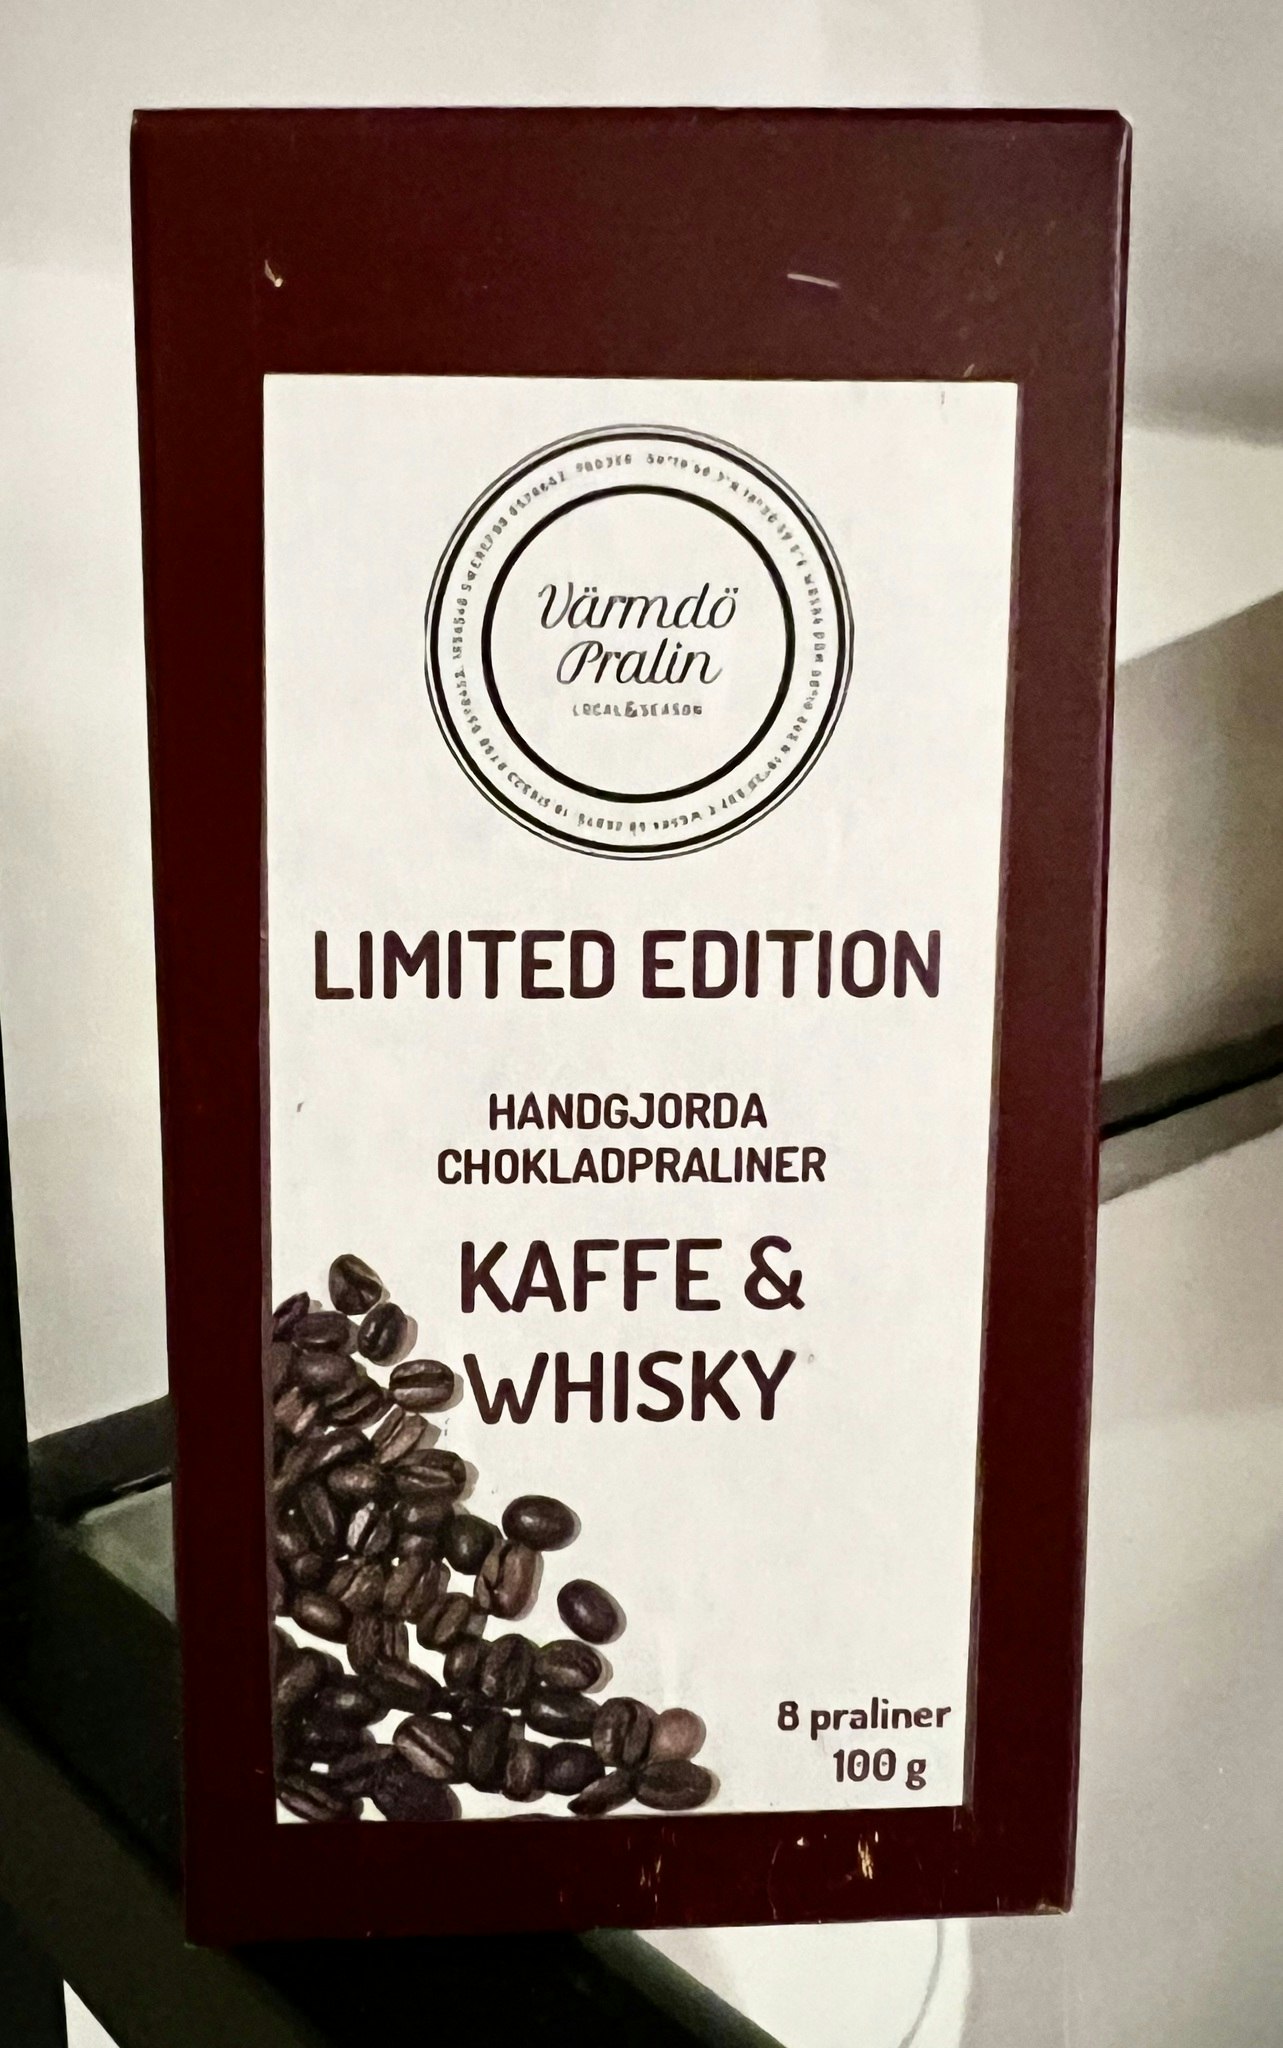 Värmdö
Pralin
LOCAL & SEASON
LIMITED EDITION
HANDGJORDA
CHOKLADPRALINER
KAFFE &
WHISKY
8 praliner
100 g